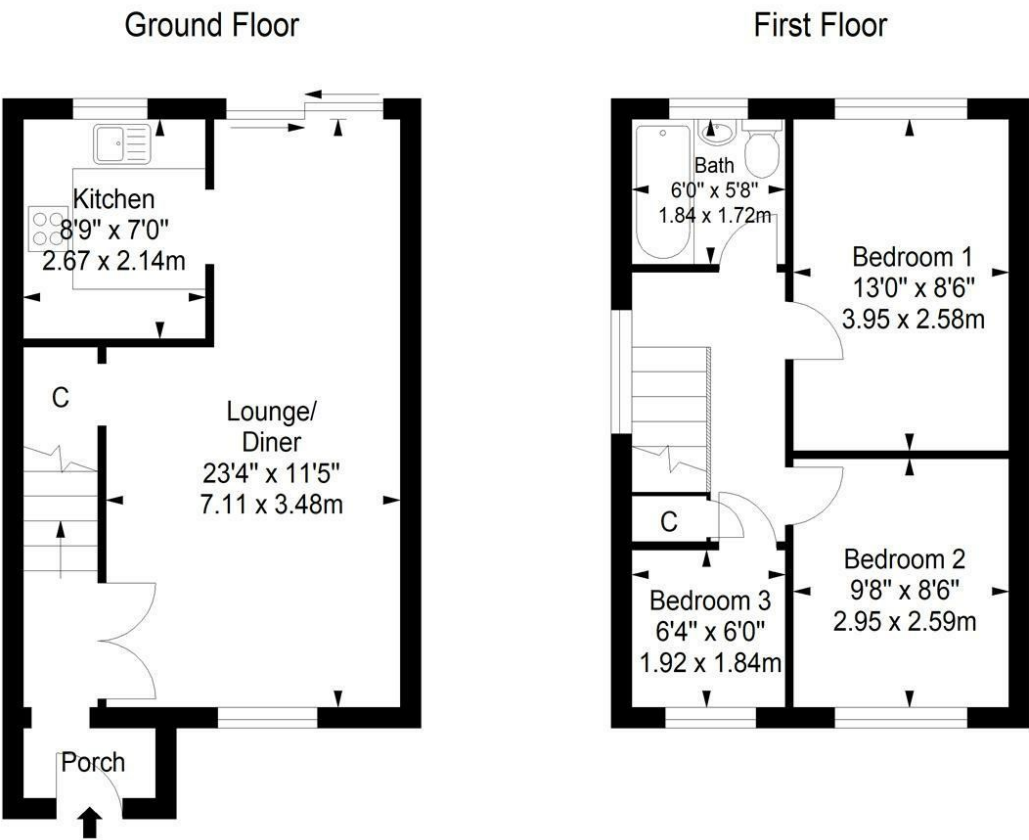 Ground Floor
First Floor
Kitchen
8'9" x 7'0"
2.67 x 2.14m
C
Lounge/
Diner
23'4" x 11'5"
7.11 x 3.48m
Porch
Bath
6'0" x 5'8"
1.84 x 1.72m
Bedroom 1
13'0" x 8'6"
3.95 x 2.58m
C
Bedroom 2
9'8" x 8'6"
2.95 x 2.59m
Bedroom 3
6'4" x 6'0"
1.92 x 1.84m